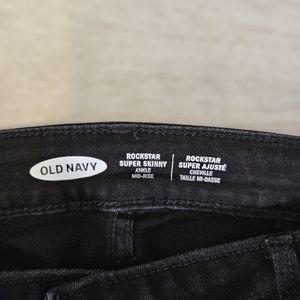 OLD NAVY
ROCKSTAR
SUPER SKINNY
ANKLE
MID-RISE
ROCKSTAR
SUPER AJUSTÉ
CHEVILLE
TAILLE MI-BASSE